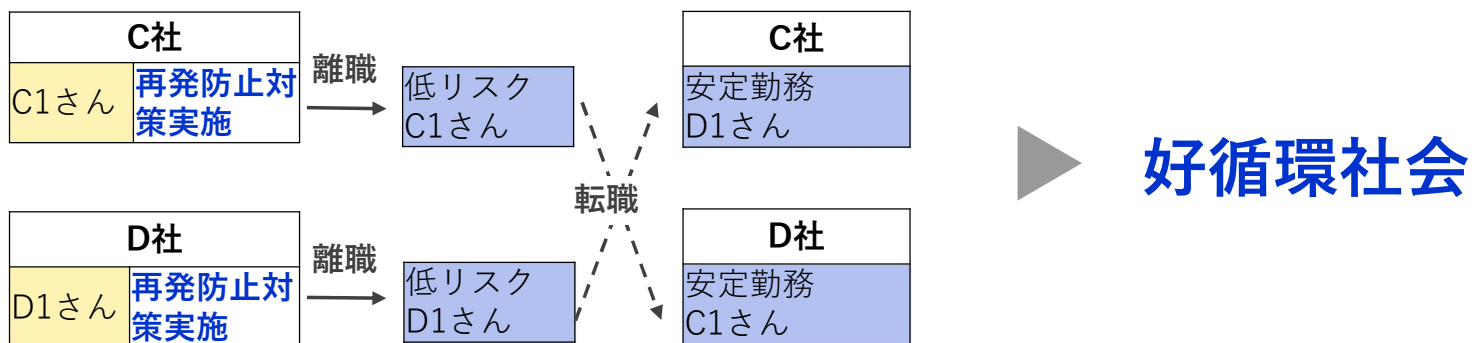 C社
C1さん
再発防止対
策実施
離職
低リスク
C1さん
C社
安定勤務
D1さん
転職
D社
D1さん
再発防止対
策実施
離職
低リスク
D1さん
D社
安定勤務
C1さん
好循環社会